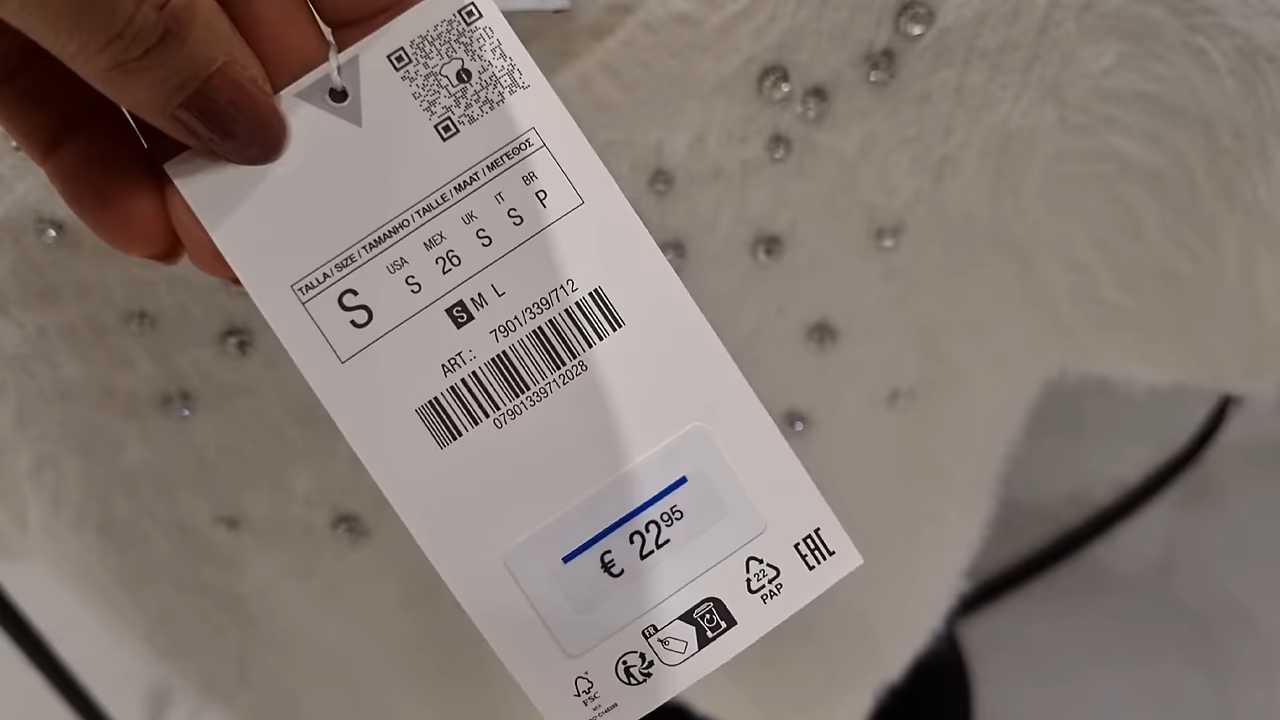 TALLA / SIZE / TAMANHO / TAILLE / MAAT / ΜΕΓΕΘΟΣ
USA MEX UK IT BR
S S 26 S S P
S M L
ART.: 7901/339/712
07901339712028
€ 22 95
22
PAP
EAC
FR
FSC